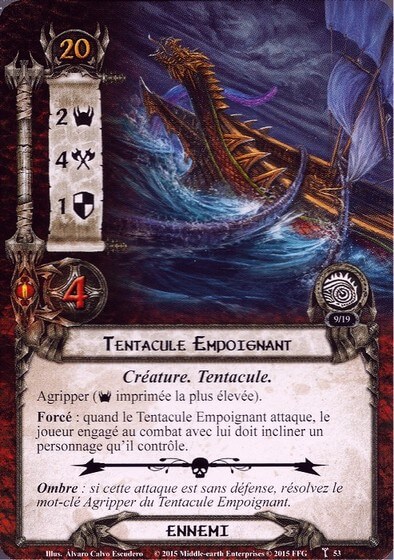 20
2
4
1
4
9/19
Tentacule Empoignant
Créature. Tentacule.
Agripper ( imprimée la plus élevée).
Forcé : quand le Tentacule Empoignant attaque, le
joueur engagé au combat avec lui doit incliner un
personnage qu'il contrôle.
Ombre : si cette attaque est sans défense, résolvez le
mot-clé Agripper du Tentacule Empoignant.
ENNEMI
Illus. Álvaro Calvo Escudero © 2015 Middle-earth Enterprises © 2015 FFG 53